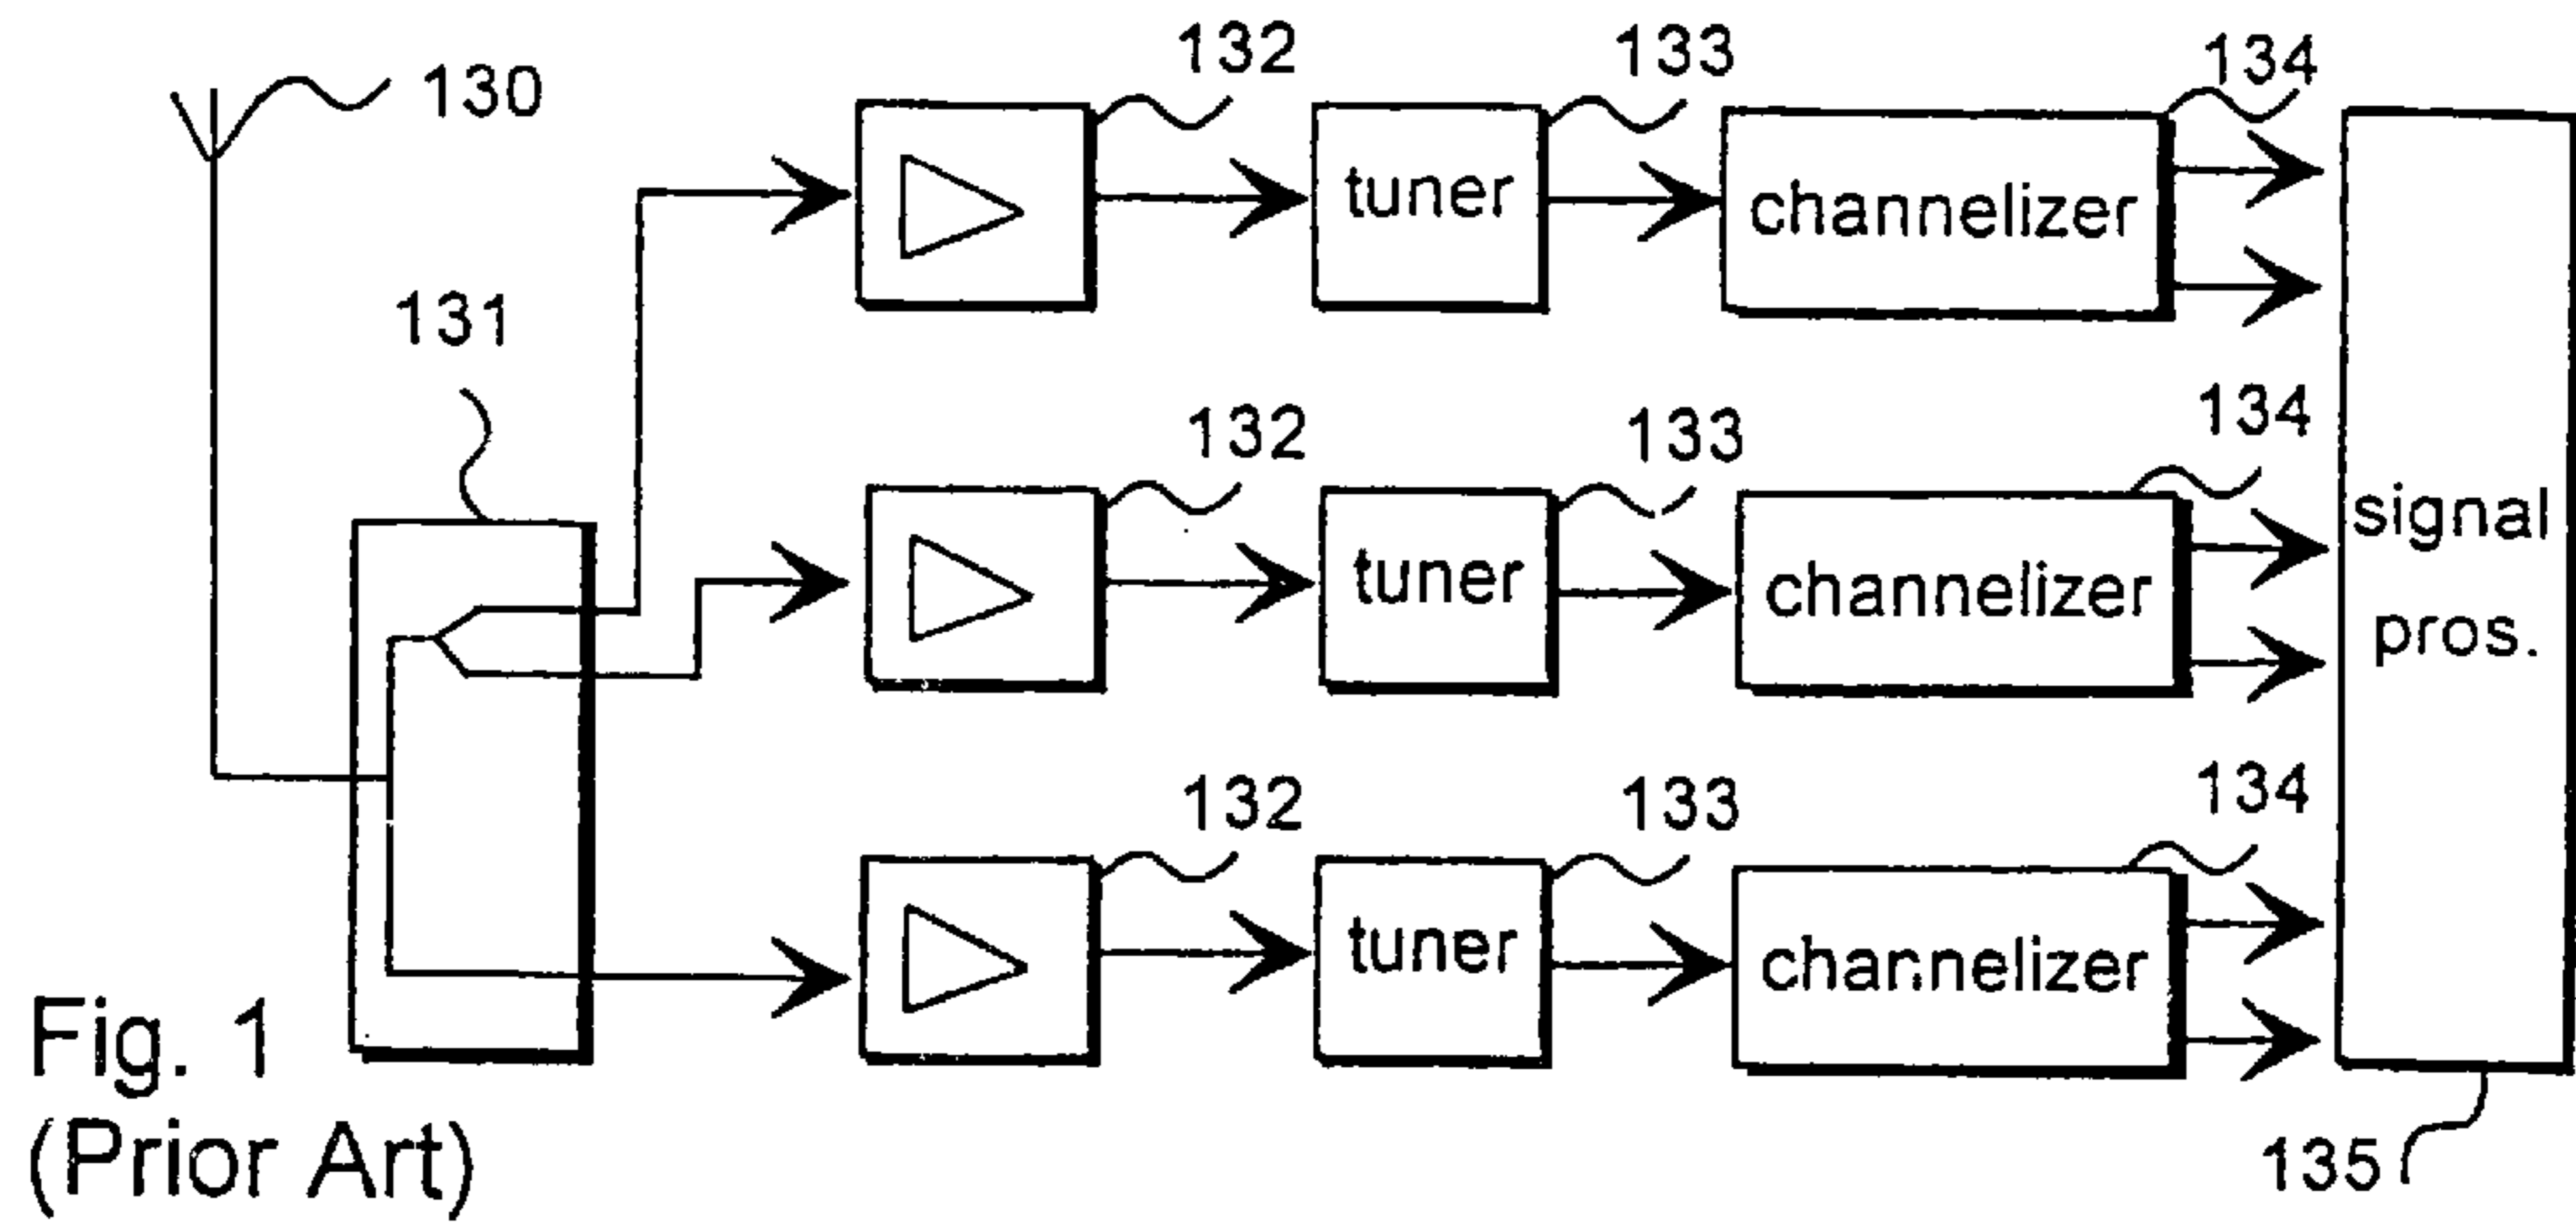 130
132
133
134
tuner
channelizer
131
132
133
134
tuner
channelizer
signal
pros.
132
133
134
tuner
channelizer
Fig. 1
(Prior Art)
135